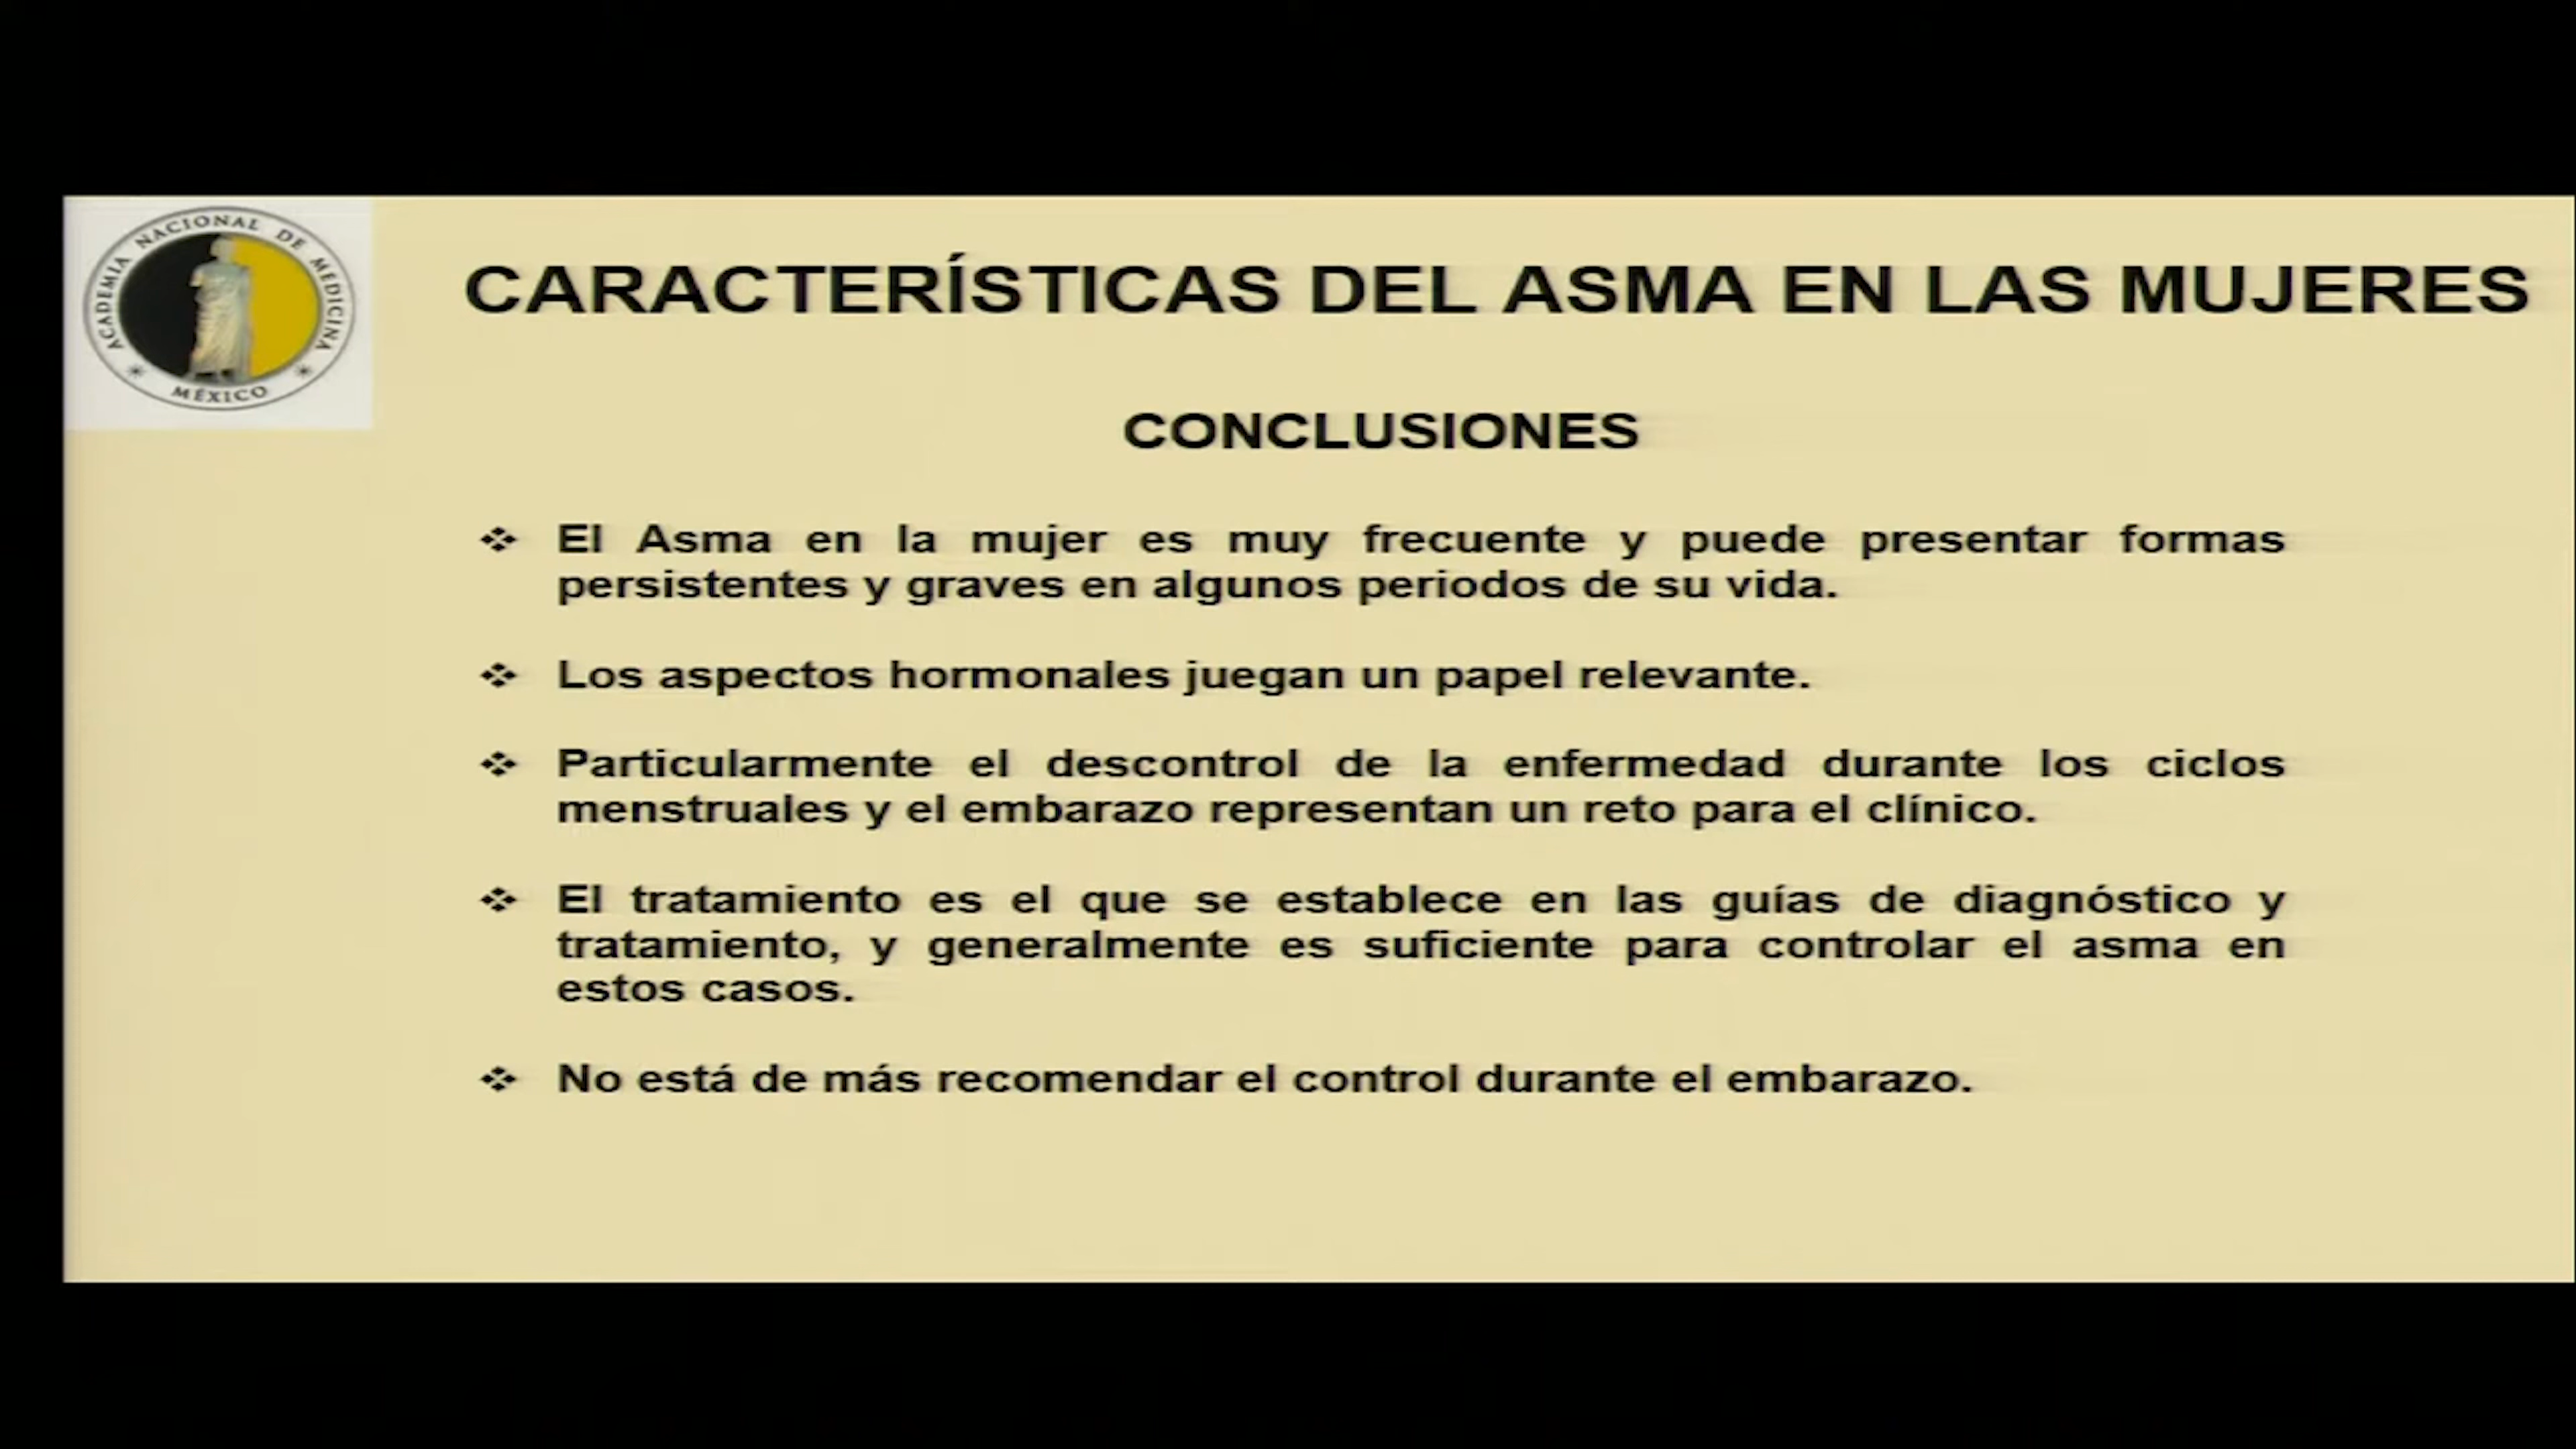 ACADEMIA NACIONAL DE MEDICINA
MÉXICO
CARACTERÍSTICAS DEL ASMA EN LAS MUJERES
CONCLUSIONES
❖ El Asma en la mujer es muy frecuente y puede presentar formas
persistentes y graves en algunos periodos de su vida.
❖ Los aspectos hormonales juegan un papel relevante.
❖ Particularmente el descontrol de la enfermedad durante los ciclos
menstruales y el embarazo representan un reto para el clínico.
❖ El tratamiento es el que se establece en las guías de diagnóstico y
tratamiento, y generalmente es suficiente para controlar el asma en
estos casos.
❖ No está de más recomendar el control durante el embarazo.